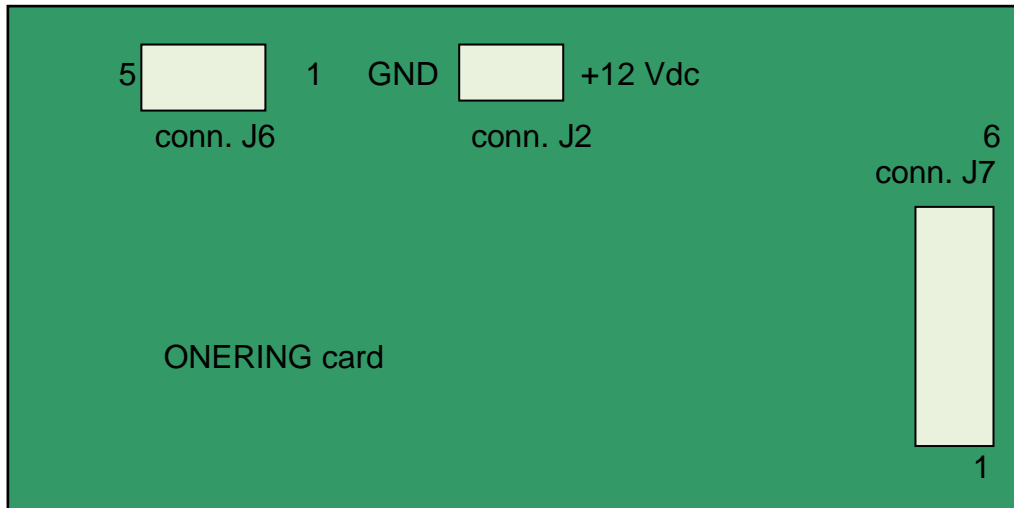 5 1 GND +12 Vdc
conn. J6 conn. J2
6
conn. J7
ONERING card
1